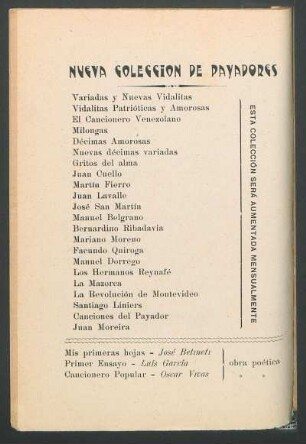 NUEVA COLECCION DE PAYADORES
Variadas y Nuevas Vidalitas
Vidalitas Patrióticas y Amorosas
El Cancionero Venezolano
Milongas
Décimas Amorosas
Nuevas décimas variadas
Gritos del alma
Juan Cuello
Martín Fierro
Juan Lavalle
José San Martín
Manuel Belgrano
Bernardino Ribadavia
Mariano Moreno
Facundo Quiroga
Manuel Dorrego
Los Hermanos Reynafé
La Mazorca
La Revolución de Montevideo
Santiago Liniers
Canciones del Payador
Juan Moreira
ESTA COLECCIÓN SERÁ AUMENTADA MENSUALMENTE
Mis primeras hojas - José Betinoti
Primer Ensayo - Luis García
Cancionero Popular - Oscar Vivas
obra poético
" "